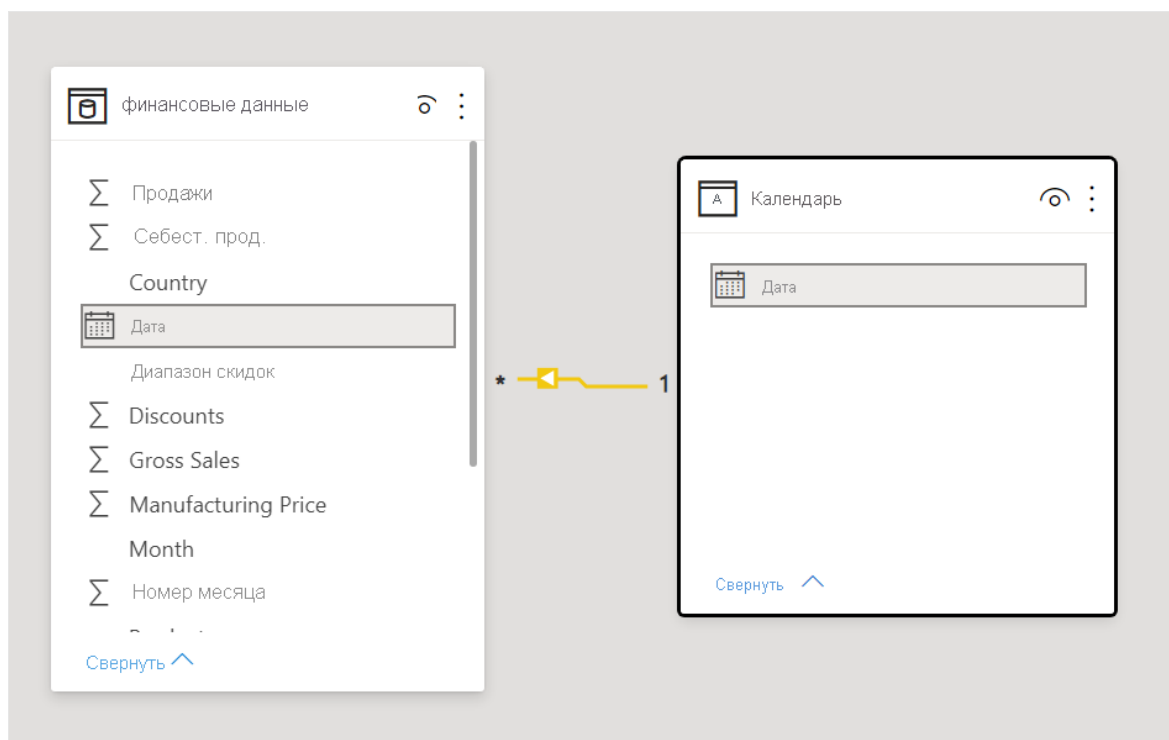 финансовые данные
Продажи
Себест. прод.
Country
Дата
Диапазон скидок
Discounts
Gross Sales
Manufacturing Price
Month
Номер месяца
Свернуть
* 1
A Календарь
Дата
Свернуть